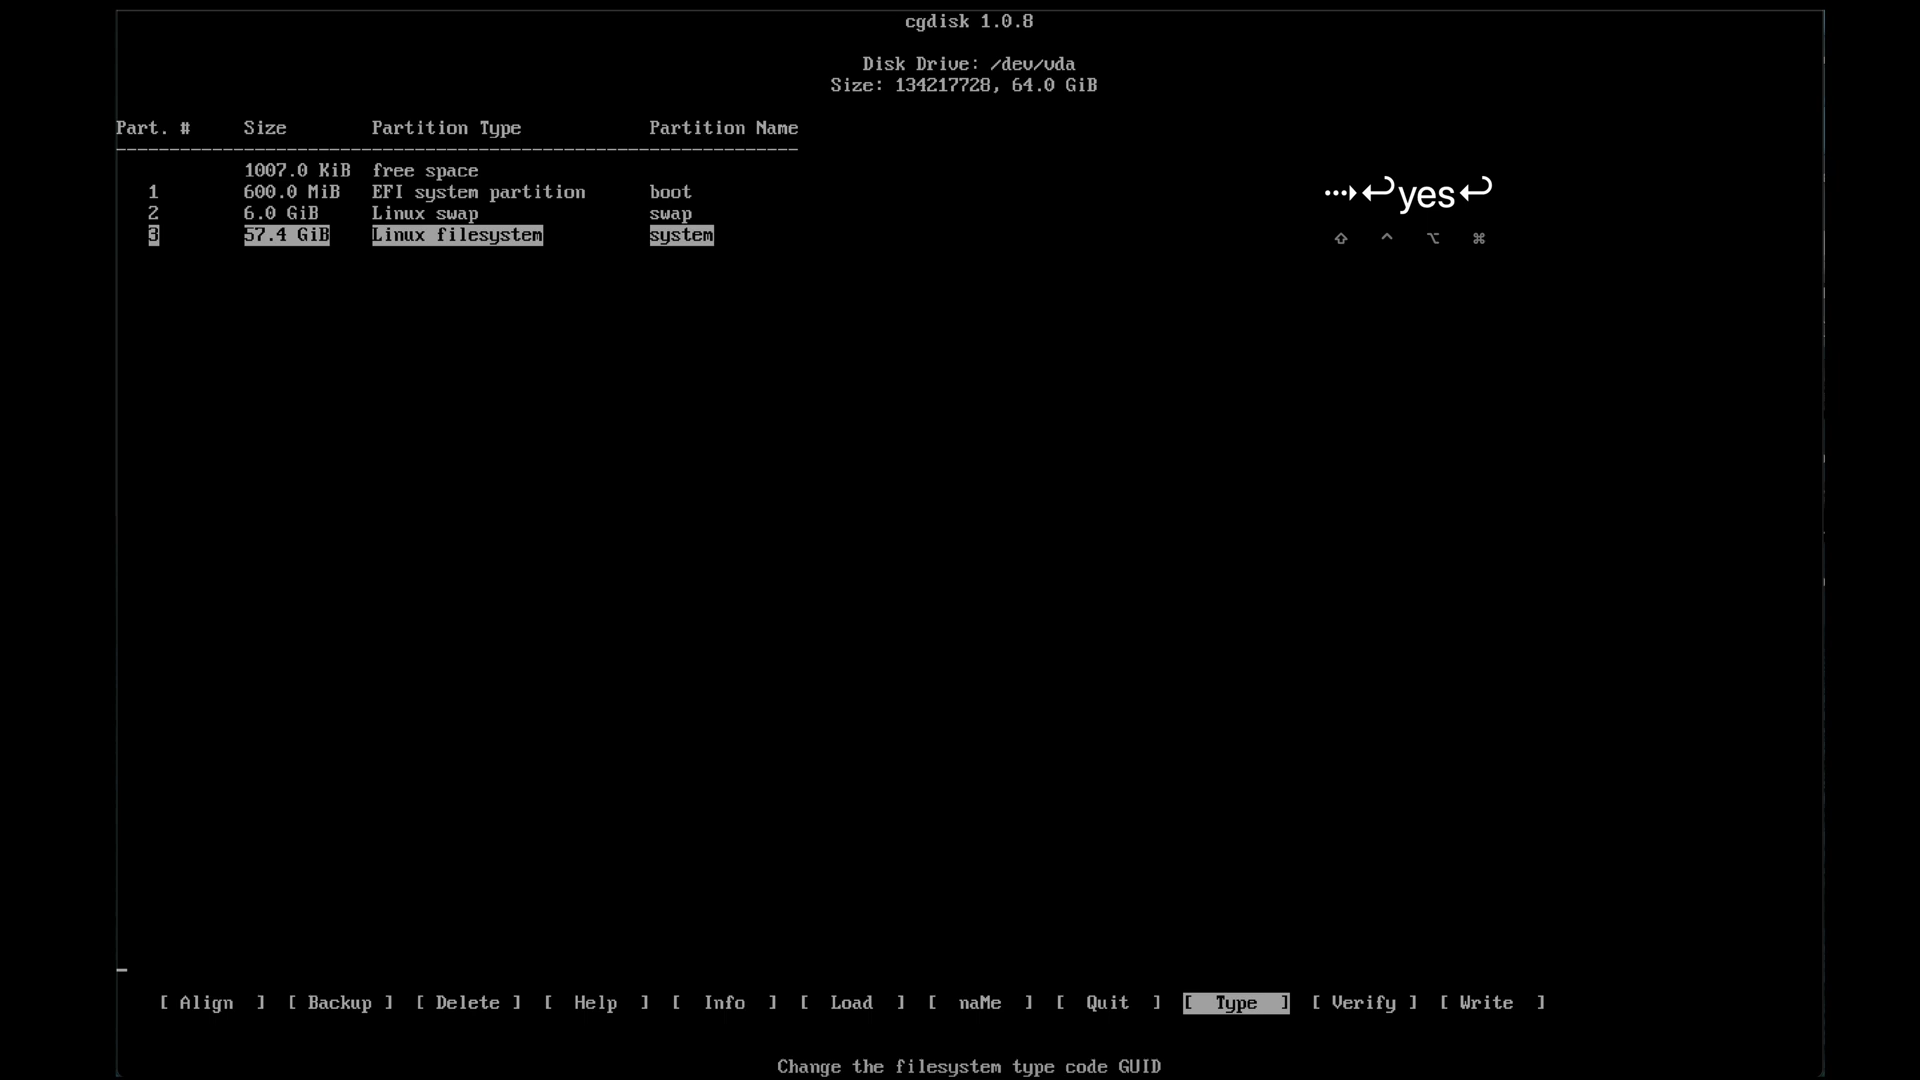 cgdisk 1.0.8
Disk Drive: /dev/vda
Size: 134217728, 64.0 GiB
Part. # Size Partition Type Partition Name
----------------------------------------------------------------
1007.0 KiB free space
1 600.0 MiB EFI system partition boot
2 6.0 GiB Linux swap swap
3 57.4 GiB Linux filesystem system
⋯▸↩yes↩
⇧ ⌃ ⌥ ⌘
[ Align ] [ Backup ] [ Delete ] [ Help ] [ Info ] [ Load ] [ naMe ] [ Quit ] [ Type ] [ Verify ] [ Write ]
Change the filesystem type code GUID